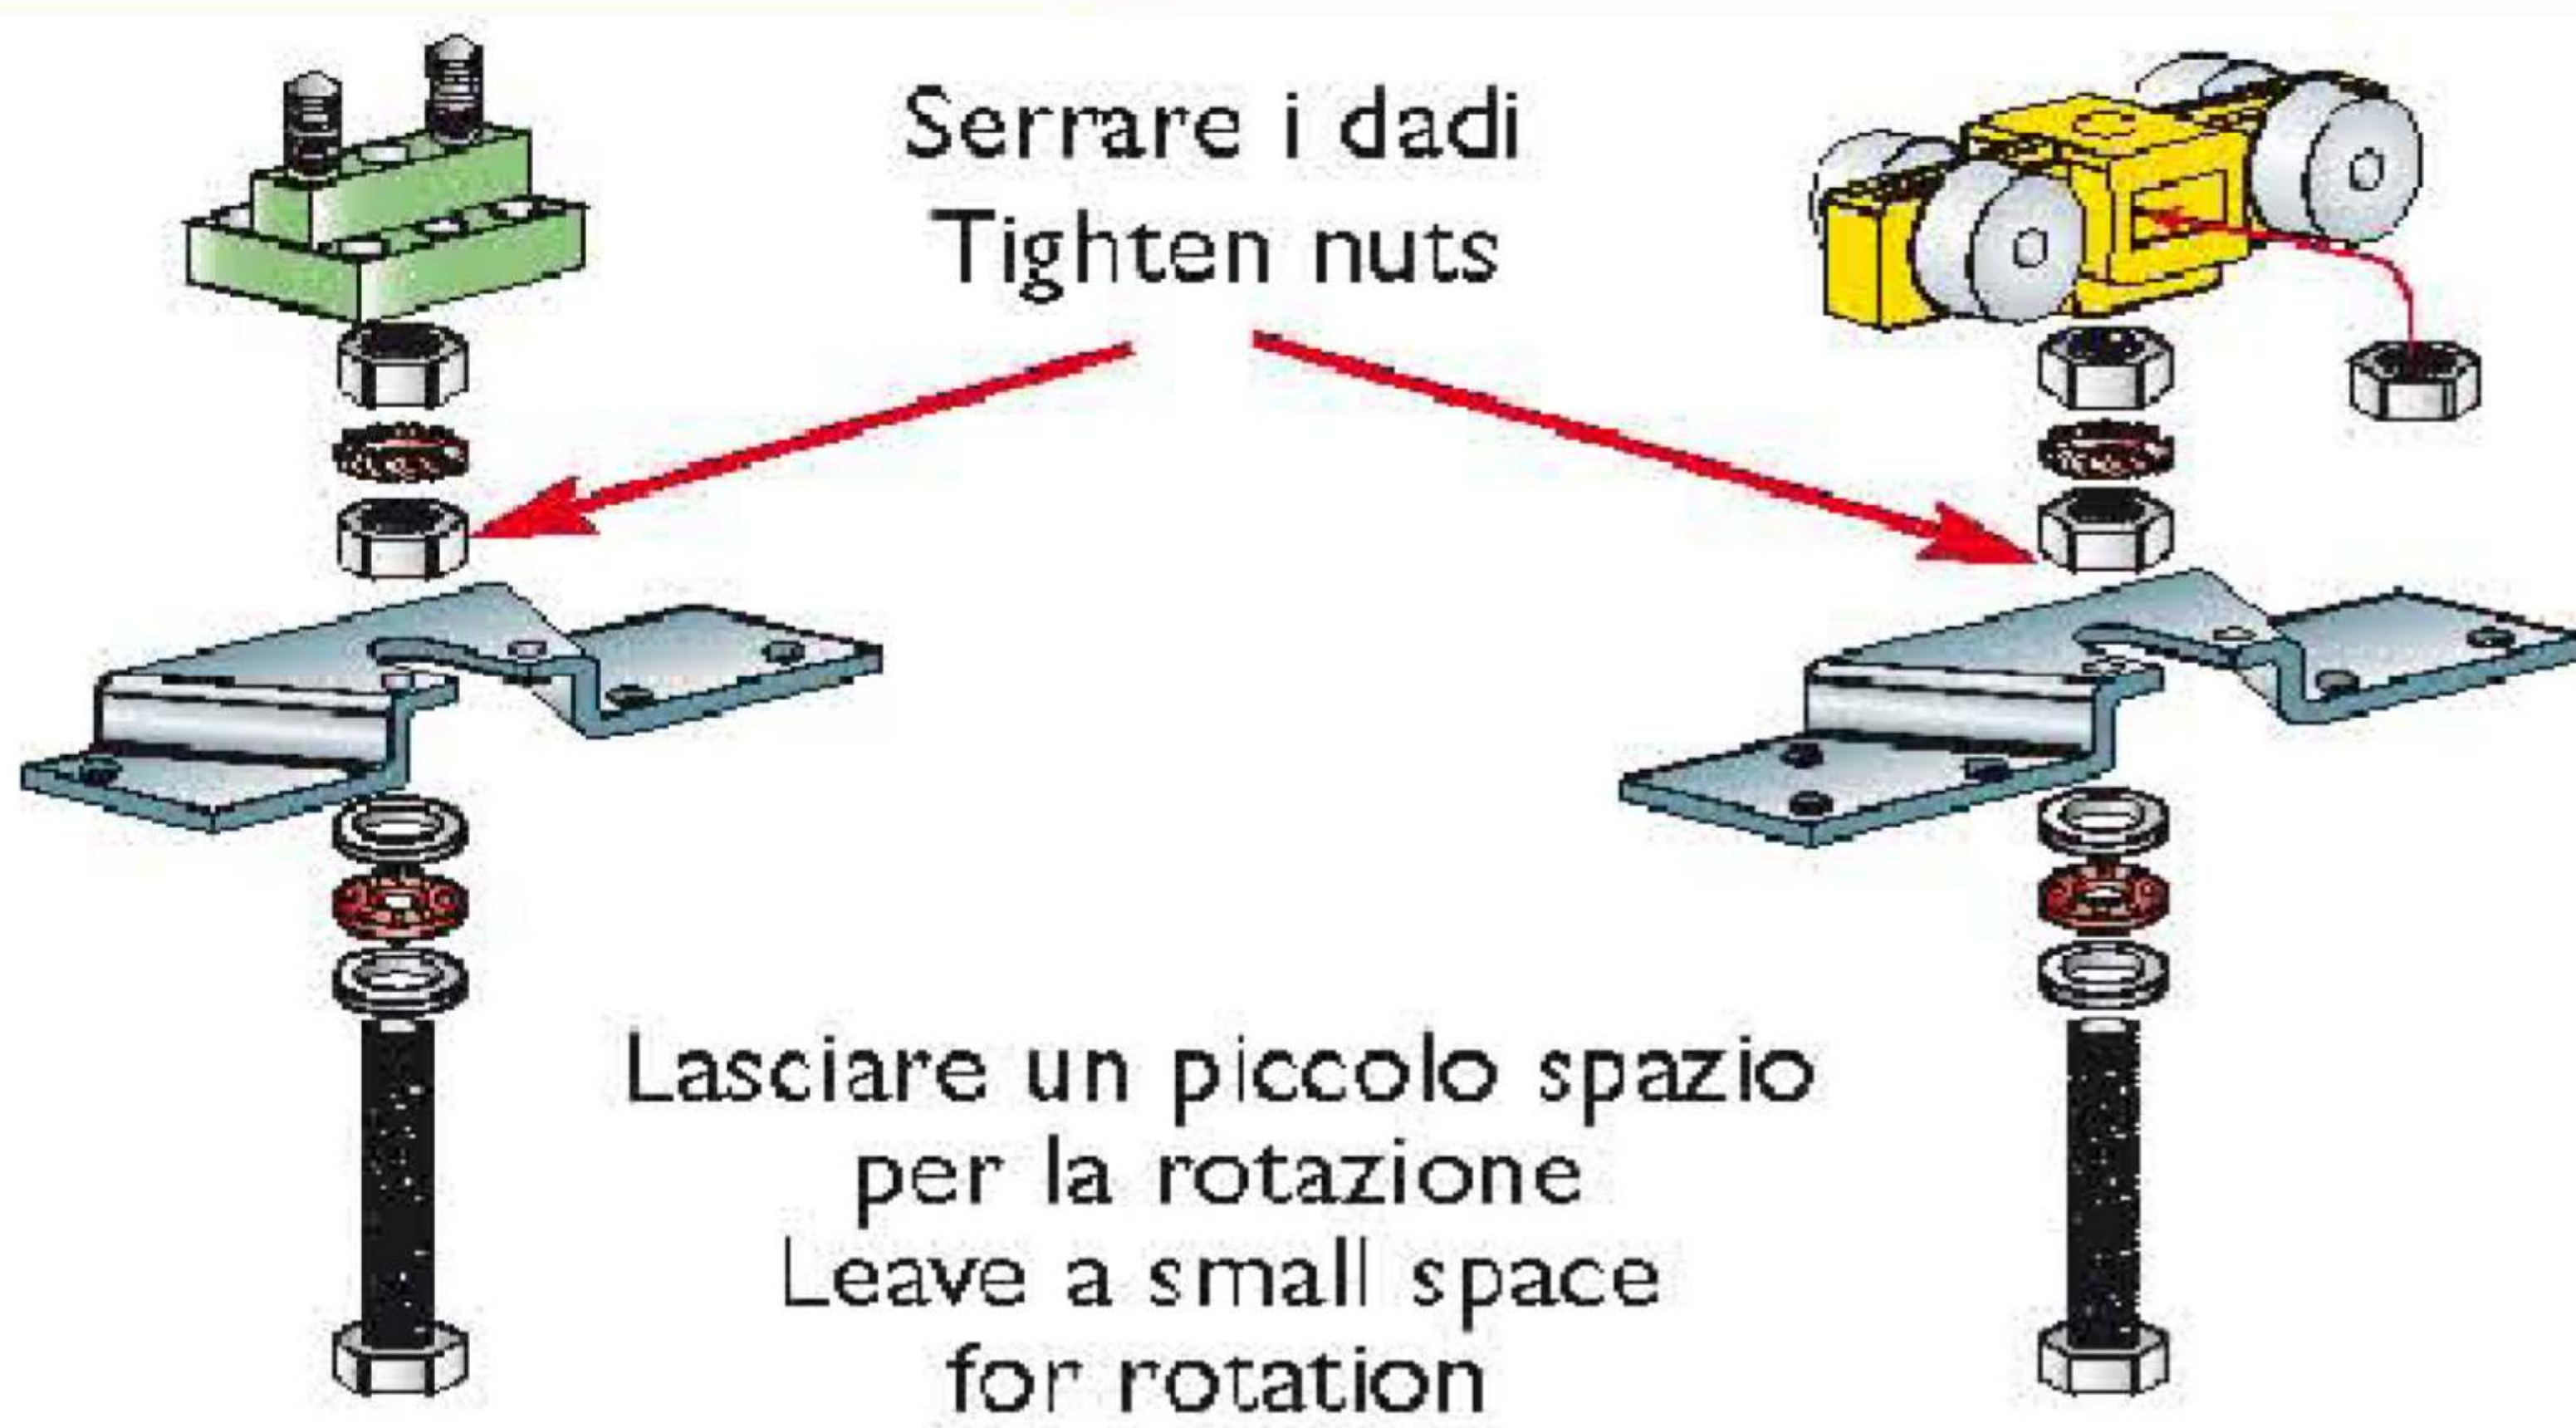 Serrare i dadi
Tighten nuts
Lasciare un piccolo spazio
per la rotazione
Leave a small space
for rotation